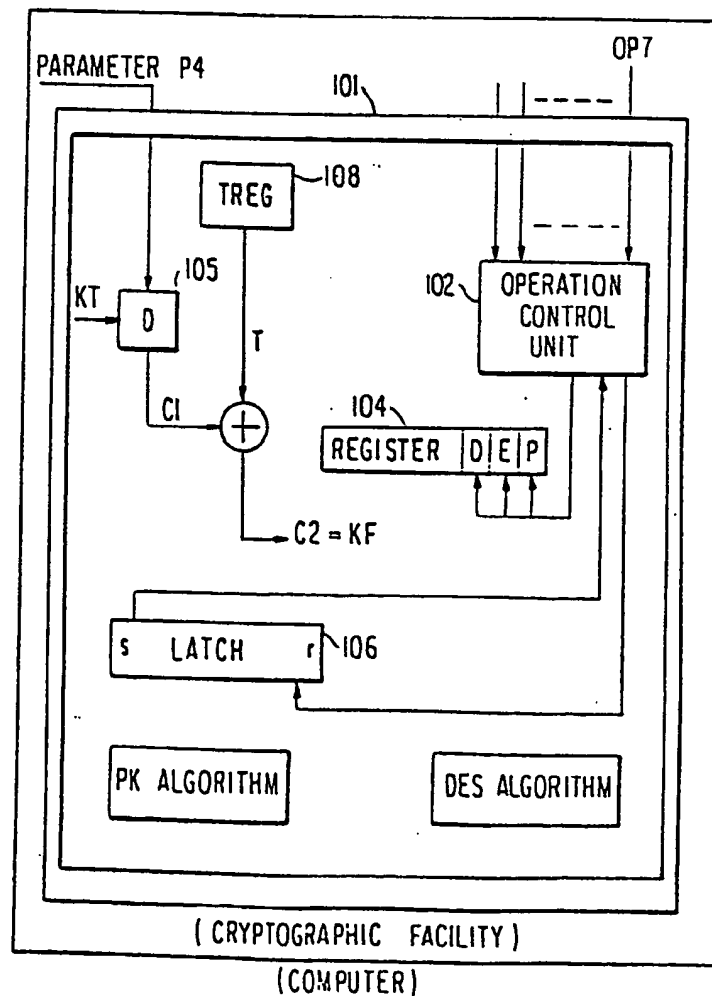 OP7
PARAMETER P4
101
108
TREG
105
102
OPERATION
CONTROL
UNIT
KT
D
T
C1
+
104
REGISTER D E P
C2 = KF
s LATCH r
106
PK ALGORITHM
DES ALGORITHM
( CRYPTOGRAPHIC FACILITY )
(COMPUTER)